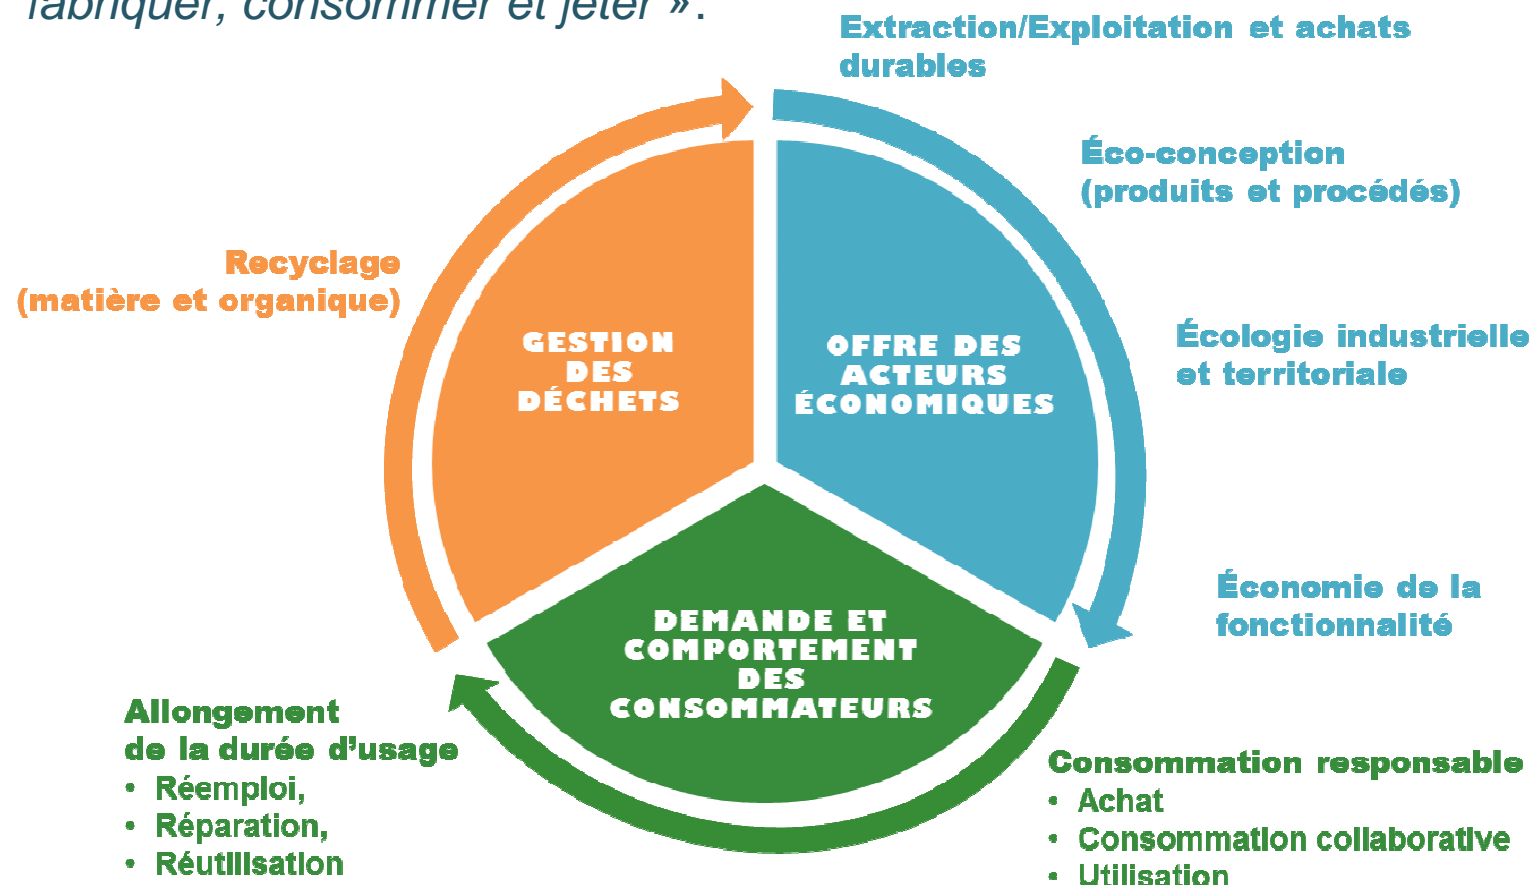 fabriquer, consommer et jeter ».
Extraction/Exploitation et achats
durables
Éco-conception
(produits et procédés)
Écologie industrielle
et territoriale
Économie de la
fonctionnalité
OFFRE DES
ACTEURS
ÉCONOMIQUES
Consommation responsable
• Achat
• Consommation collaborative
• Utilisation
DEMANDE ET
COMPORTEMENT
DES
CONSOMMATEURS
Allongement
de la durée d’usage
• Réemploi,
• Réparation,
• Réutilisation
Recyclage
(matière et organique)
GESTION
DES
DÉCHETS